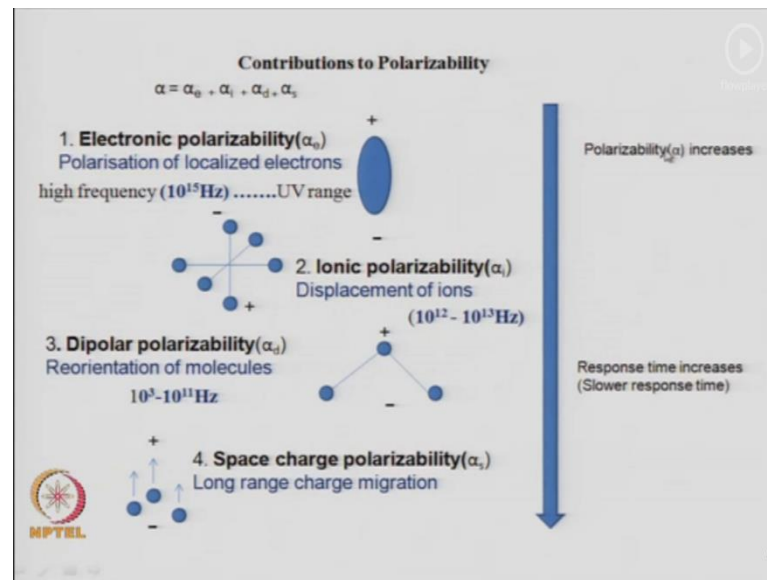 Contributions to Polarizability
α = αe + αi + αd + αs
1. Electronic polarizability(αe)
Polarisation of localized electrons
high frequency (10¹⁵Hz) .......UV range
+
-
Polarizability(α) increases
-
+
2. Ionic polarizability(αi)
Displacement of ions
(10¹² - 10¹³Hz)
3. Dipolar polarizability(αd)
Reorientation of molecules
10³-10¹¹Hz
+
-
Response time increases
(Slower response time)
4. Space charge polarizability(αs)
Long range charge migration
+
-
NPTEL